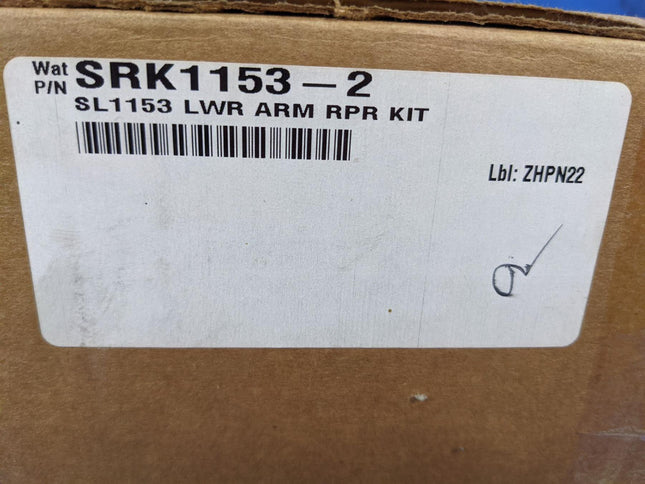 Wat P/N SRK1153-2
SL1153 LWR ARM RPR KIT
Lbl: ZHPN22